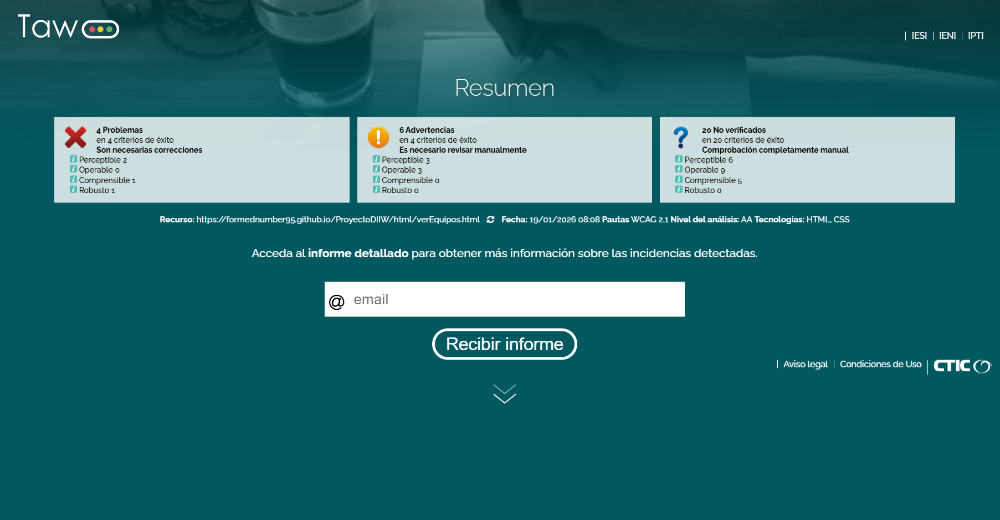 Taw
[ES] [EN] [PT]
Resumen
4 Problemas
en 4 criterios de éxito
Son necesarias correcciones
Perceptible 2
Operable 0
Comprensible 1
Robusto 1
6 Advertencias
en 4 criterios de éxito
Es necesario revisar manualmente
Perceptible 3
Operable 3
Comprensible 0
Robusto 0
20 No verificados
en 20 criterios de éxito
Comprobación completamente manual
Perceptible 6
Operable 9
Comprensible 5
Robusto 0
Recurso: https://formednumber95.github.io/ProyectoDIIW/html/verEquipos.html Fecha: 19/01/2026 08:08 Pautas WCAG 2.1 Nivel del análisis: AA Tecnologías: HTML, CSS
Acceda al informe detallado para obtener más información sobre las incidencias detectadas.
@ email
Recibir informe
Aviso legal Condiciones de Uso CTIC